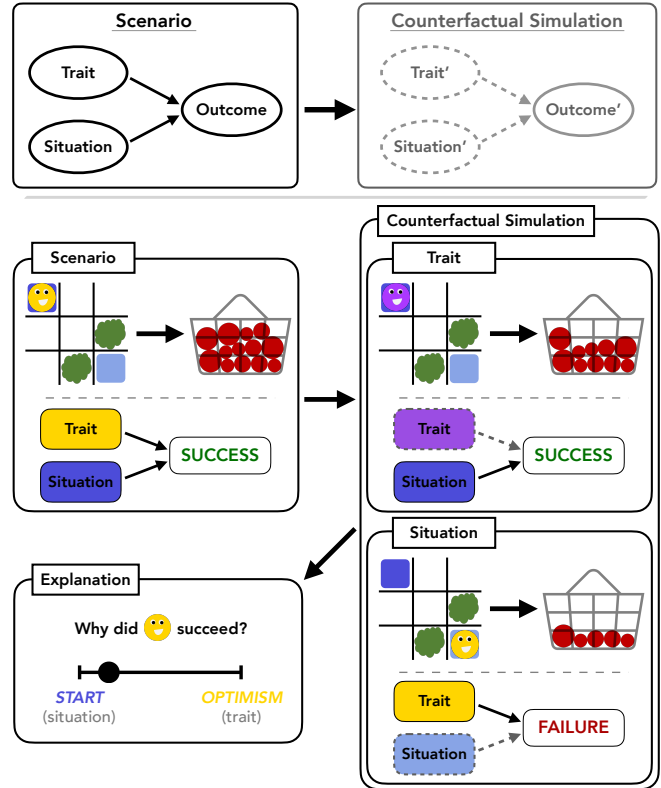 Scenario
Trait
Situation
Outcome
Counterfactual Simulation
Trait′
Situation′
Outcome′
Scenario
Trait
Situation
SUCCESS
Counterfactual Simulation
Trait
Trait
Situation
SUCCESS
Situation
Trait
Situation
FAILURE
Explanation
Why did succeed?
START
(situation)
OPTIMISM
(trait)